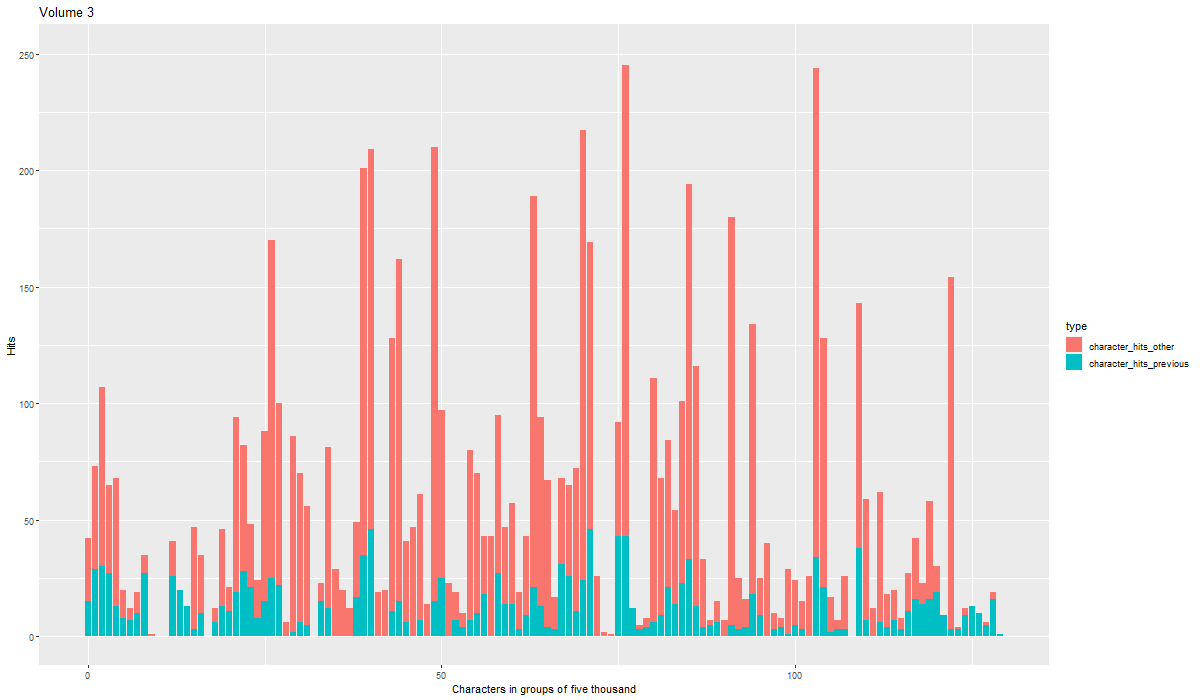 Volume 3
250
200
150
100
50
0
Hits
0 50 100
Characters in groups of five thousand
type
character_hits_other
character_hits_previous